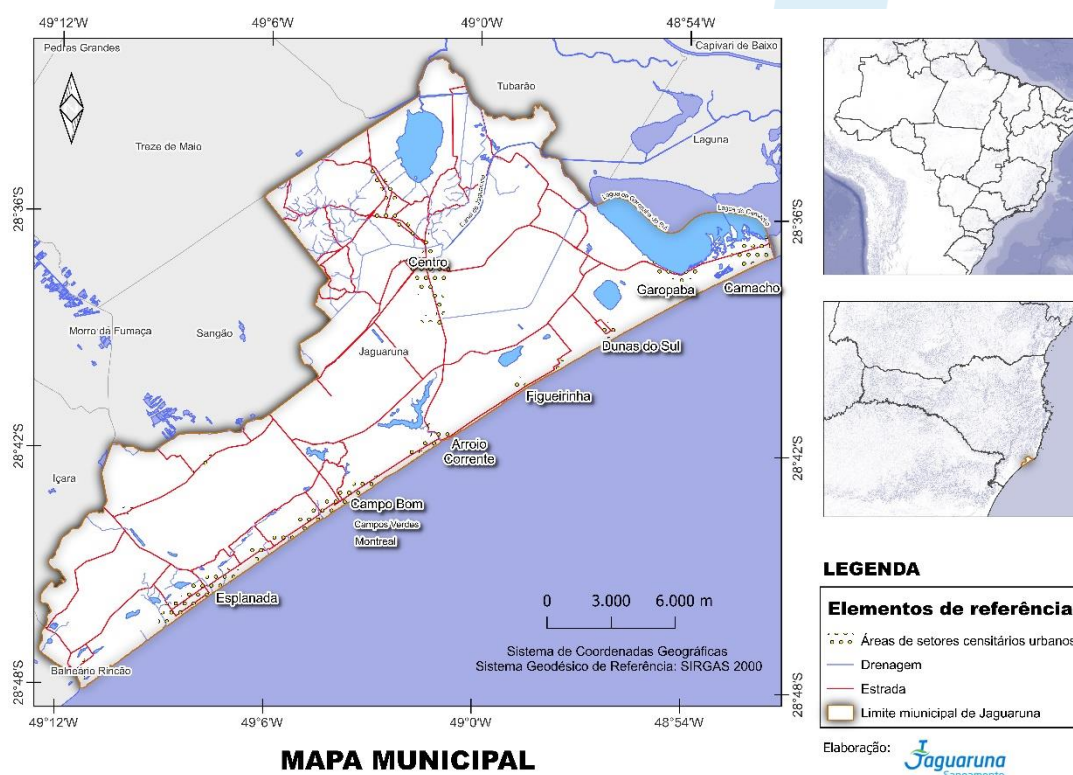 49°12'W
49°6'W
49°0'W
48°54'W
Pedras Grandes
Capivari de Baixo
Tubarão
Treze de Maio
Laguna
28°36'S
28°36'S
Centro
Garopaba
Camacho
Morro da Fumaça
Sangão
Jaguaruna
Dunas do Sul
Figueirinha
28°42'S
28°42'S
Arroio
Corrente
Içara
Campo Bom
Campos Verdes
Montreal
Esplanada
0 3.000 6.000 m
Sistema de Coordenadas Geográficas
Sistema Geodésico de Referência: SIRGAS 2000
Balneário Rincão
28°48'S
28°48'S
49°12'W
49°6'W
49°0'W
48°54'W
MAPA MUNICIPAL
LEGENDA
Elementos de referência
Áreas de setores censitários urbanos
Drenagem
Estrada
Limite miunicipal de Jaguaruna
Elaboração:
Jaguaruna
Saneamento